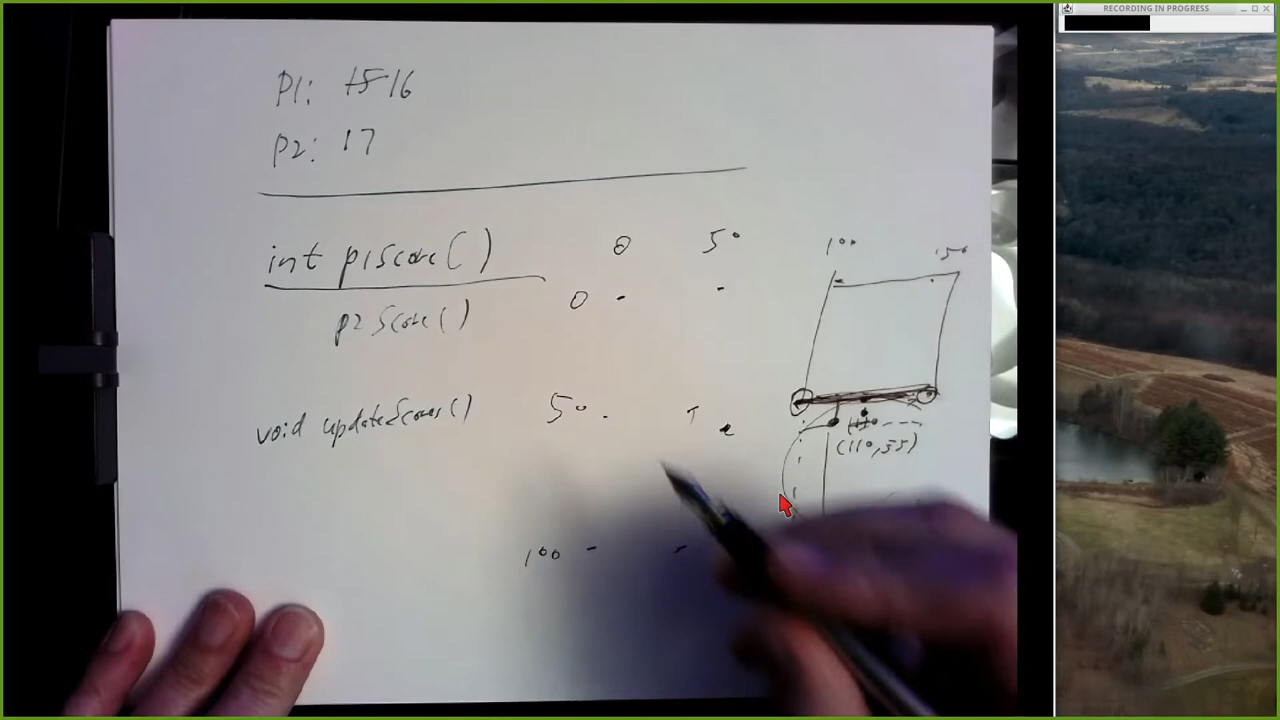 RECORDING IN PROGRESS
P1: 15 16
P2: 17
int p1Score()
p2Score()
void updateScores()
0 50
0
50
100
100 150
(110,55)